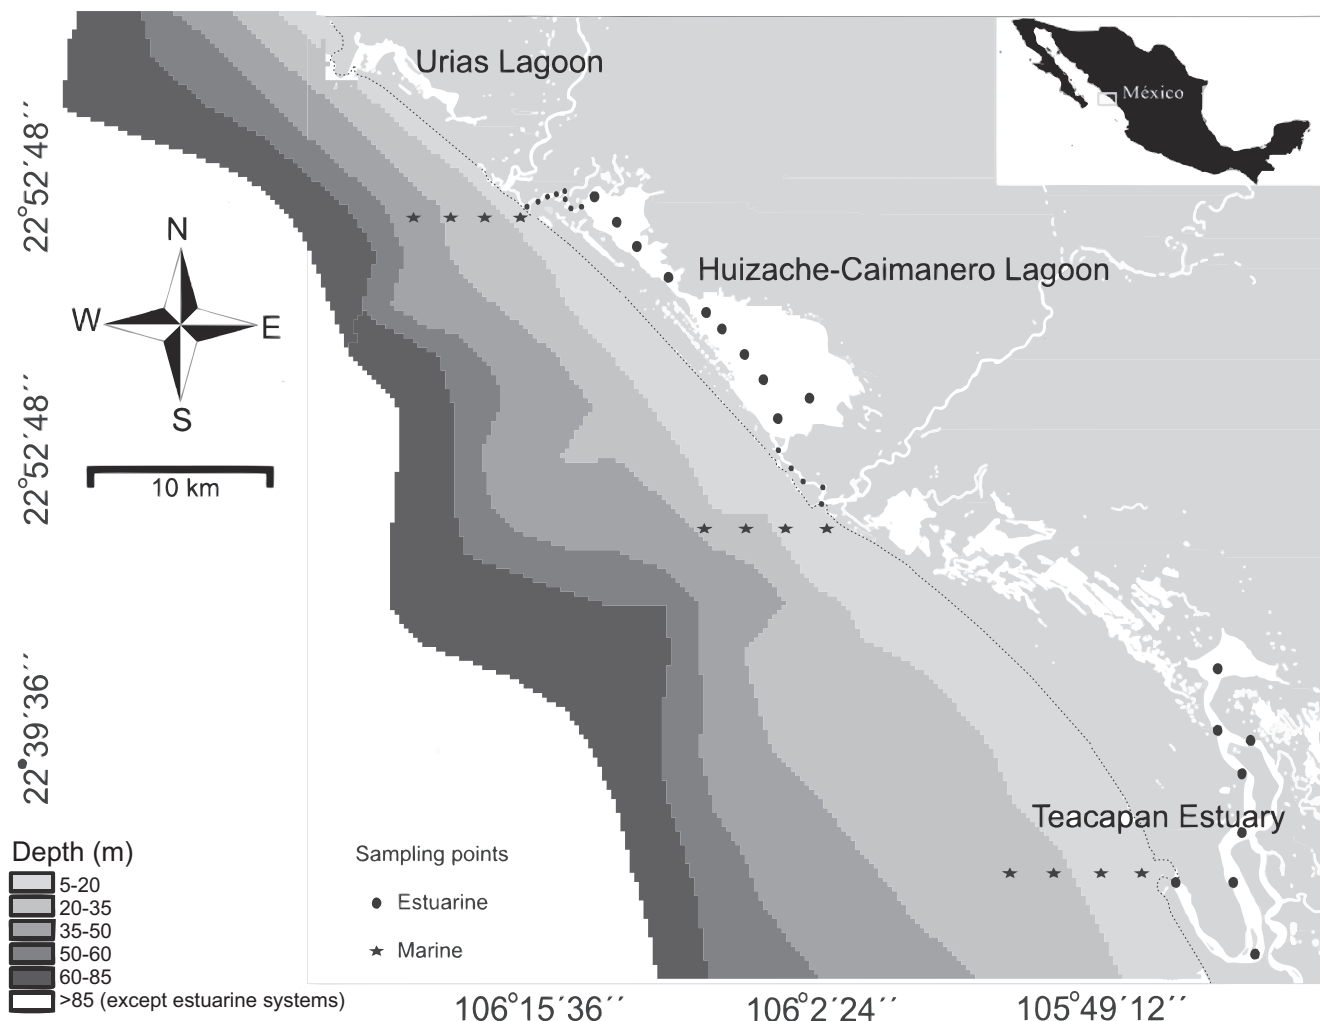 Urias Lagoon
México
22°52´48´´
Huizache-Caimanero Lagoon
N
W
E
S
10 km
22°52´48´´
22°39´36´´
Teacapan Estuary
Depth (m)
5-20
20-35
35-50
50-60
60-85
>85 (except estuarine systems)
Sampling points
Estuarine
Marine
106°15´36´´
106°2´24´´
105°49´12´´